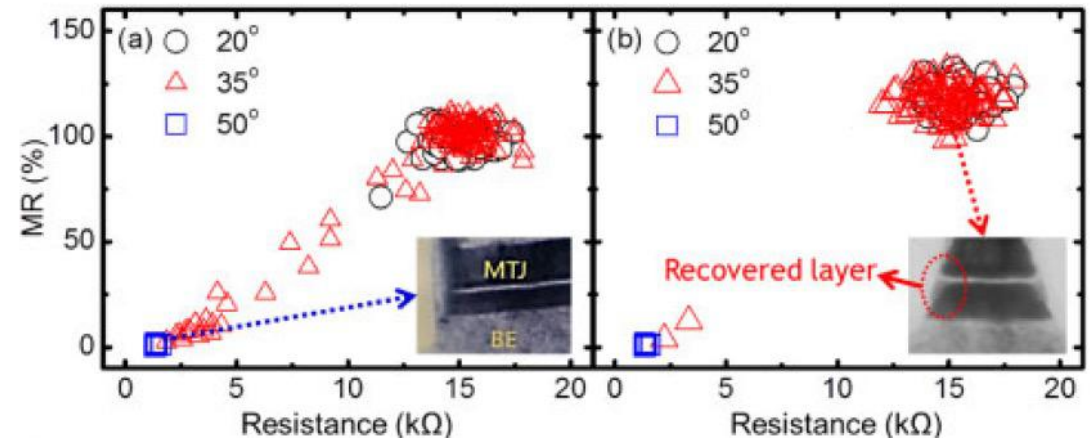 150
100
50
0
MR (%)
(a)
20°
35°
50°
MTJ
BE
0 5 10 15 20
Resistance (kΩ)
(b)
20°
35°
50°
Recovered layer
0 5 10 15 20
Resistance (kΩ)